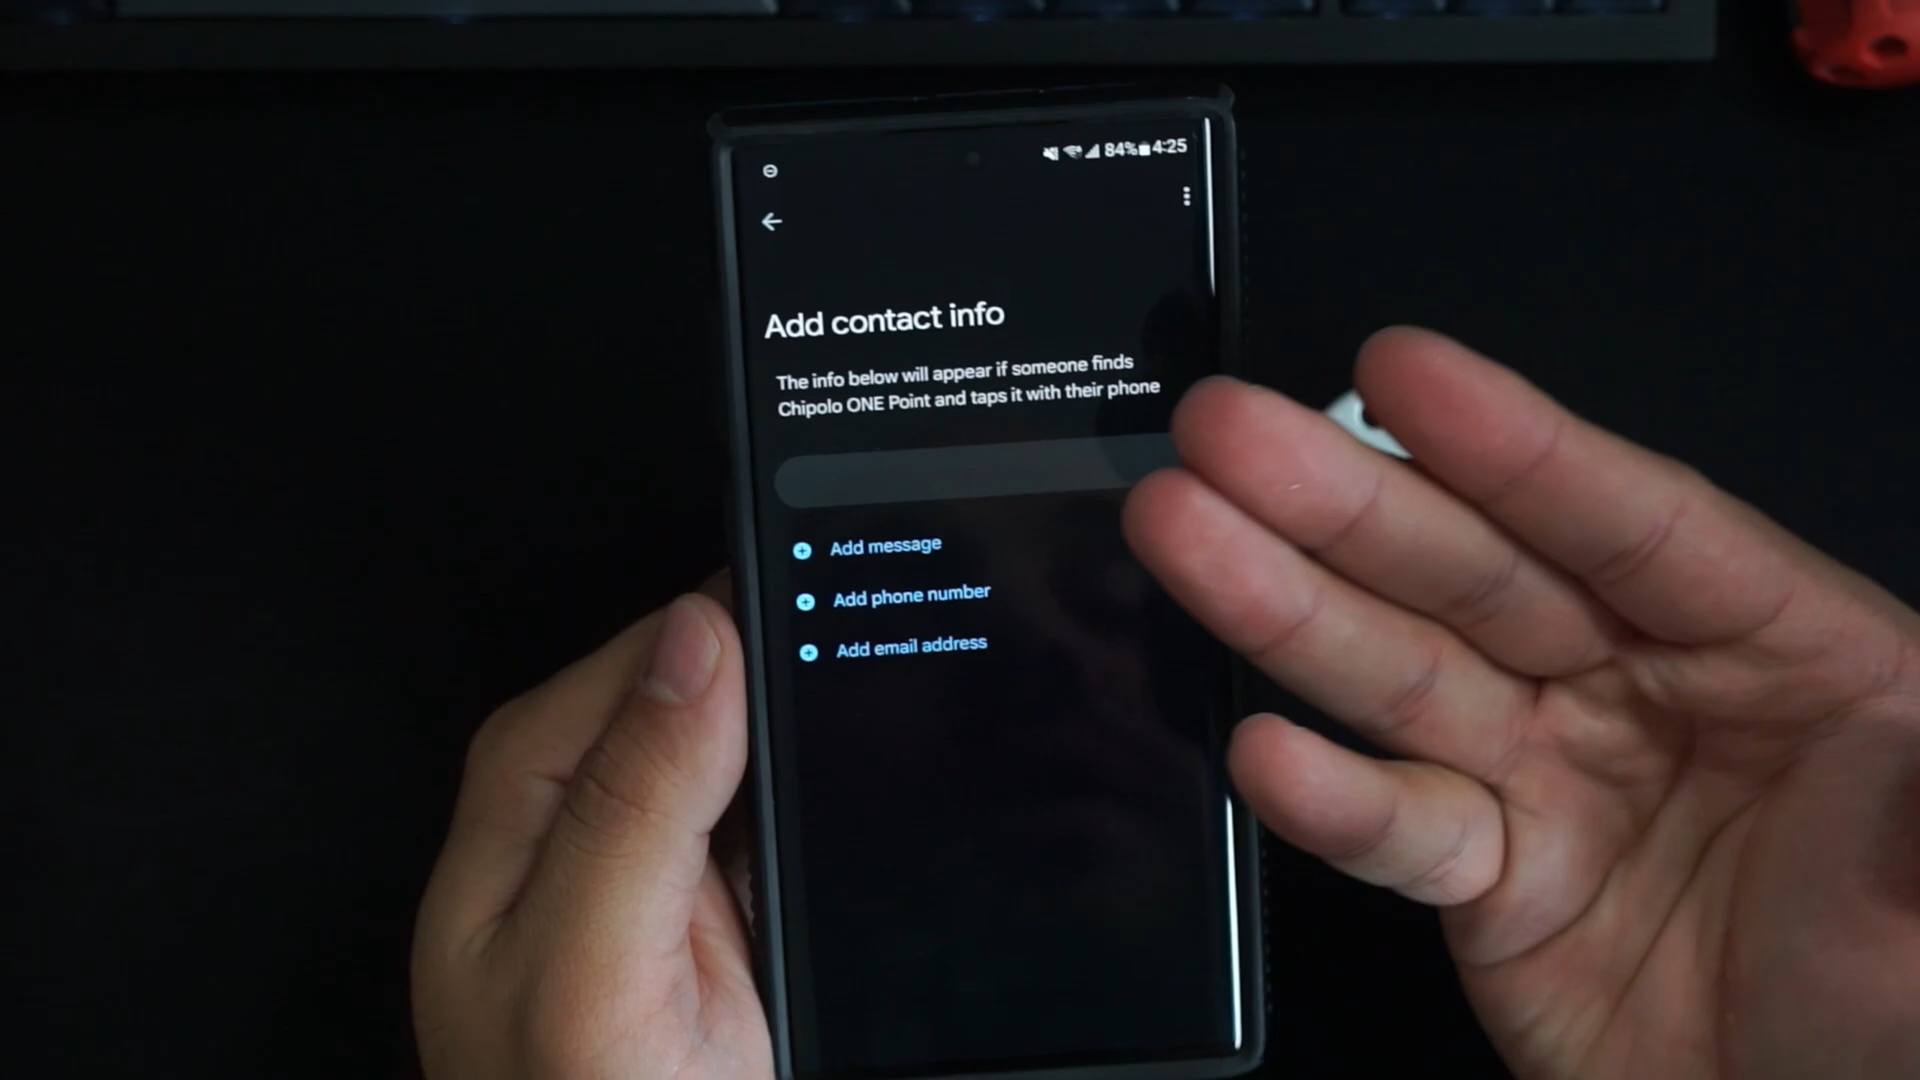 84% 4:25
Add contact info
The info below will appear if someone finds
Chipolo ONE Point and taps it with their phone
Add message
Add phone number
Add email address